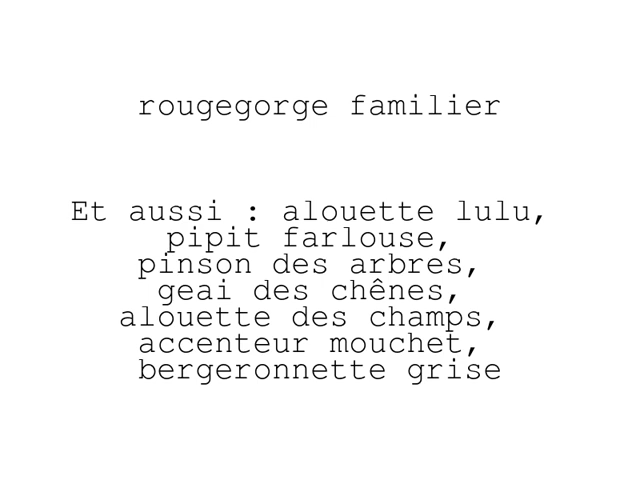 rougegorge familier
Et aussi : alouette lulu,
pipit farlouse,
pinson des arbres,
geai des chênes,
alouette des champs,
accenteur mouchet,
bergeronnette grise